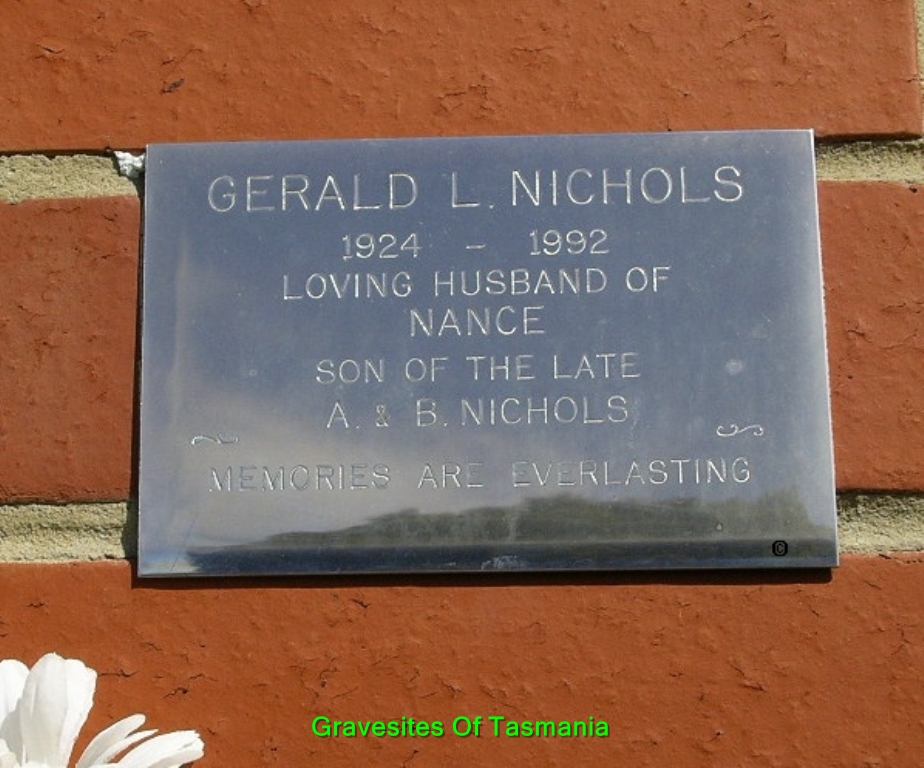 GERALD L. NICHOLS
1924 - 1992
LOVING HUSBAND OF
NANCE
SON OF THE LATE
A. & B. NICHOLS
MEMORIES ARE EVERLASTING
©
Gravesites Of Tasmania